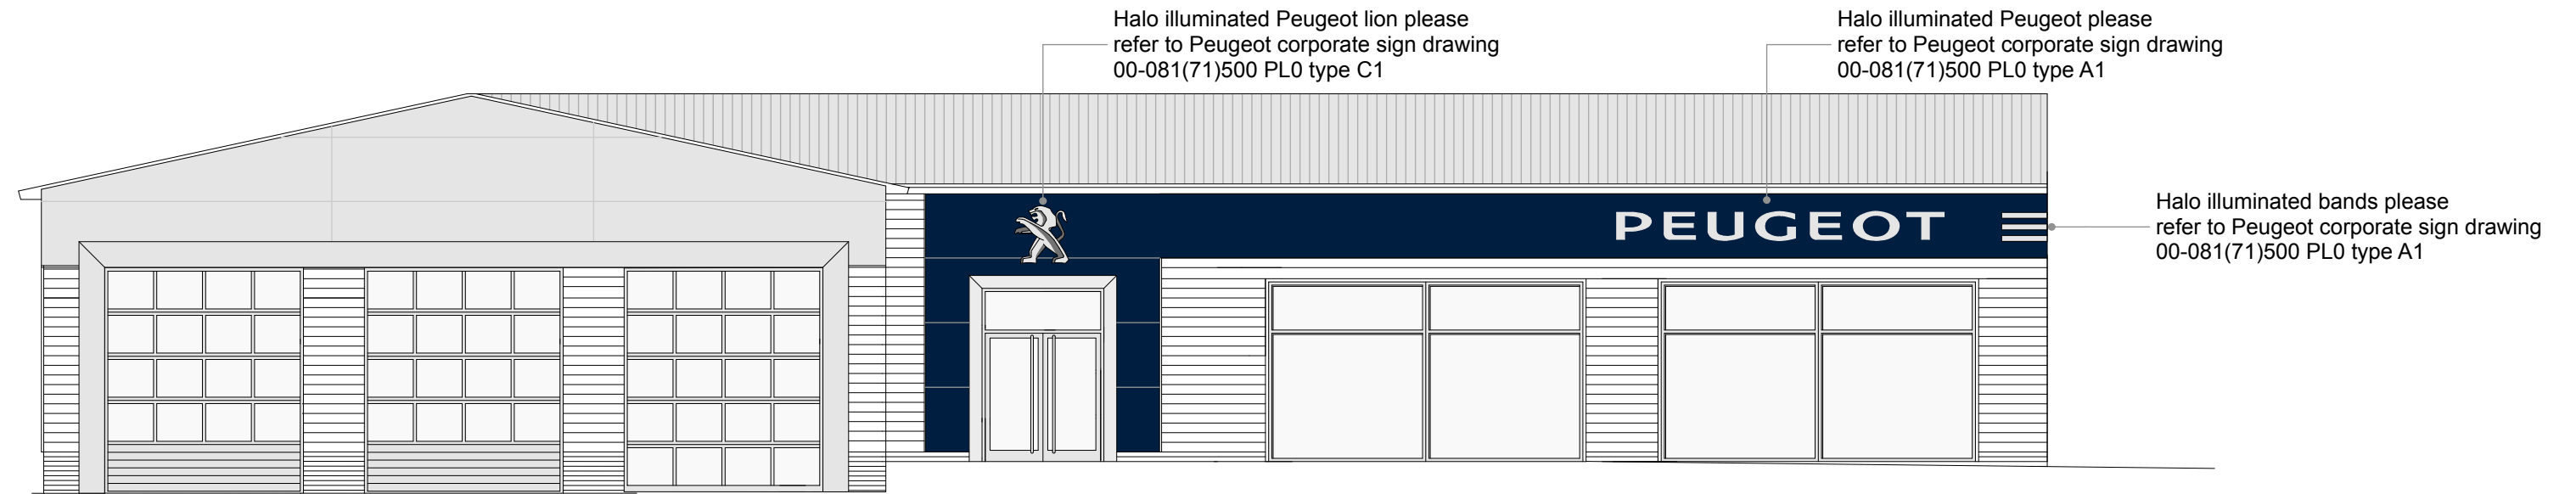 Halo illuminated Peugeot lion please
refer to Peugeot corporate sign drawing
00-081(71)500 PL0 type C1
Halo illuminated Peugeot please
refer to Peugeot corporate sign drawing
00-081(71)500 PL0 type A1
Halo illuminated bands please
refer to Peugeot corporate sign drawing
00-081(71)500 PL0 type A1
PEUGEOT